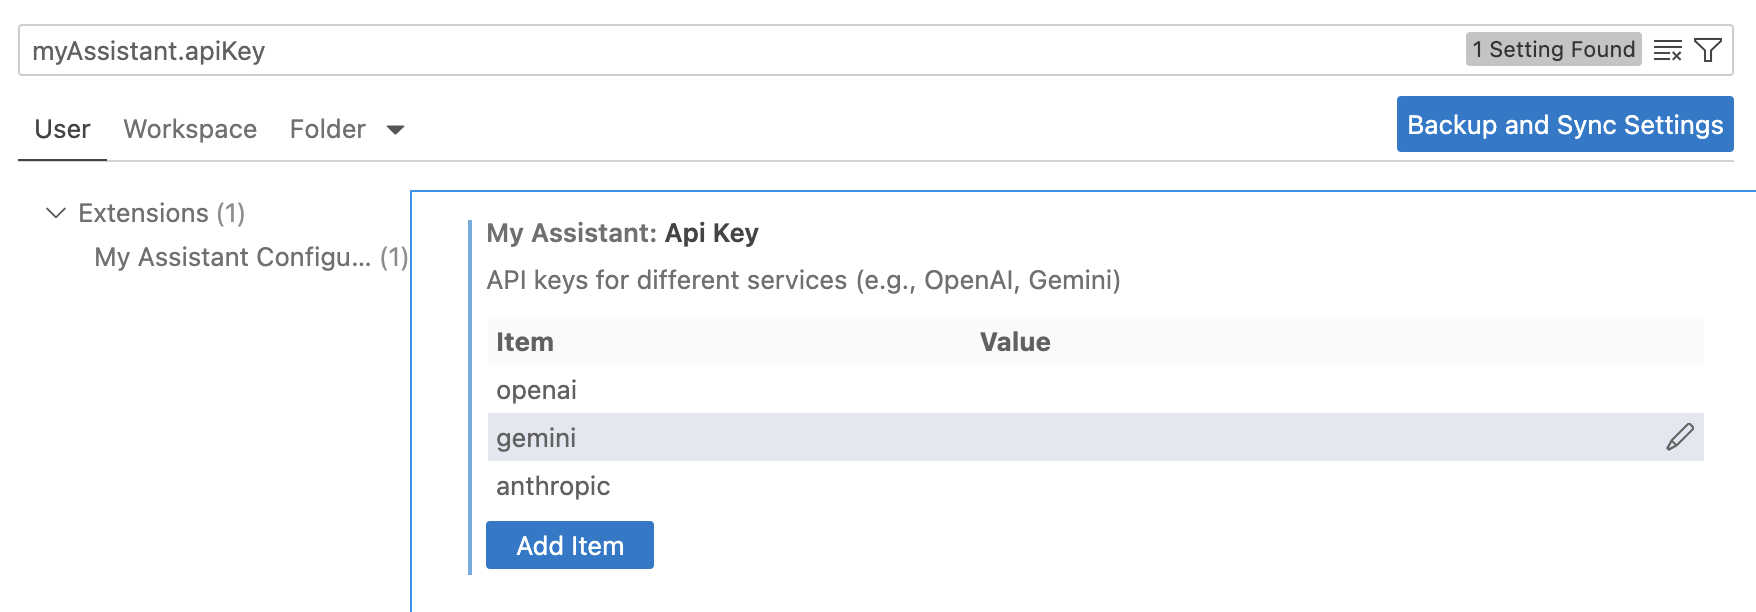 myAssistant.apiKey
1 Setting Found
User Workspace Folder
Backup and Sync Settings
Extensions (1)
My Assistant Configu... (1)
My Assistant: Api Key
API keys for different services (e.g., OpenAI, Gemini)
Item Value
openai
gemini
anthropic
Add Item